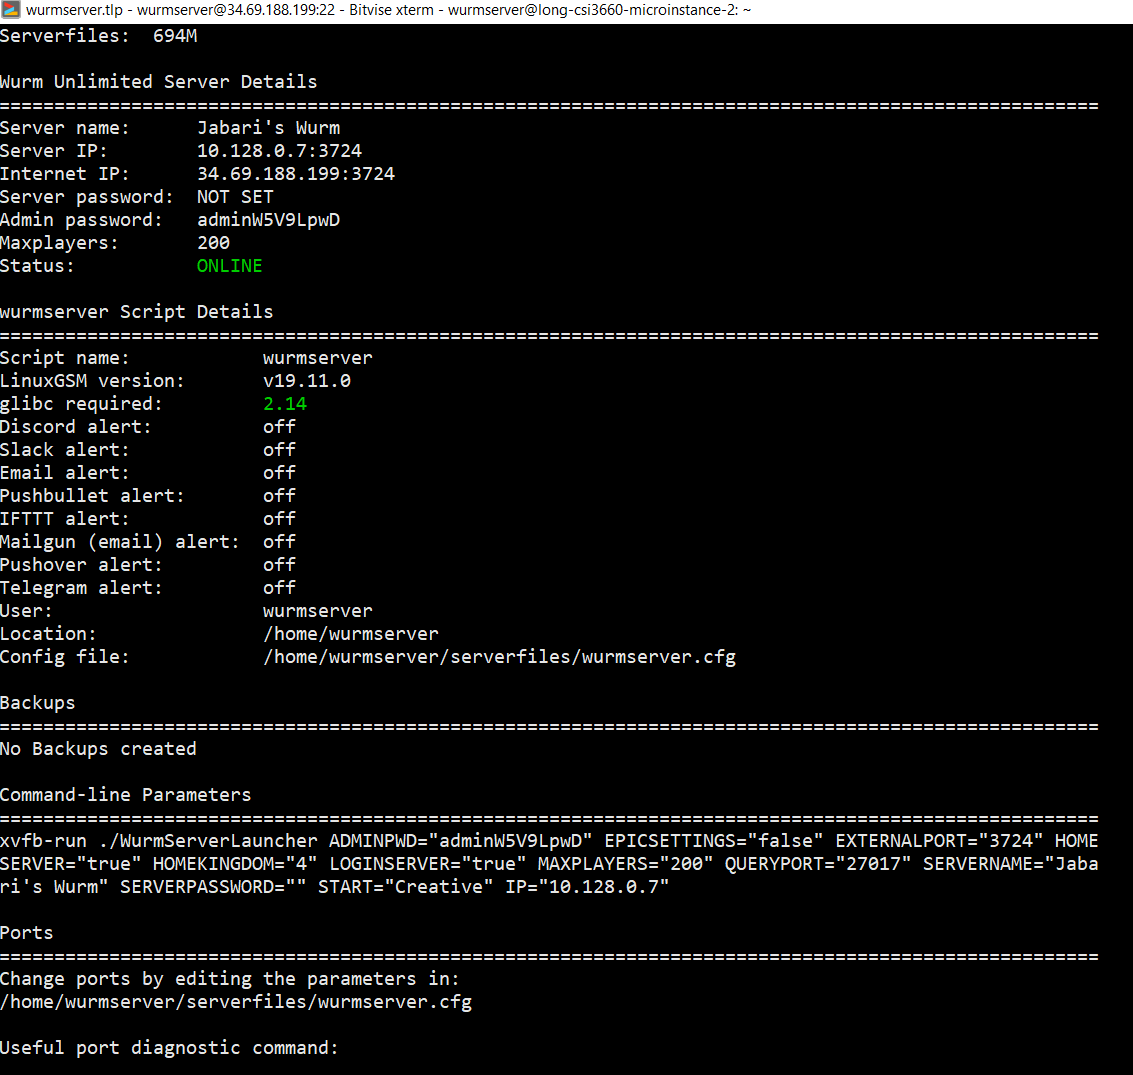 wurmserver.tlp - wurmserver@34.69.188.199:22 - Bitvise xterm - wurmserver@long-csi3660-microinstance-2: ~
Serverfiles:  694M
Wurm Unlimited Server Details
====================================================================================================
Server name:      Jabari's Wurm
Server IP:        10.128.0.7:3724
Internet IP:      34.69.188.199:3724
Server password:  NOT SET
Admin password:   adminW5V9LpwD
Maxplayers:       200
Status:           ONLINE
wurmserver Script Details
====================================================================================================
Script name:            wurmserver
LinuxGSM version:       v19.11.0
glibc required:         2.14
Discord alert:          off
Slack alert:            off
Email alert:            off
Pushbullet alert:       off
IFTTT alert:            off
Mailgun (email) alert:  off
Pushover alert:         off
Telegram alert:         off
User:                   wurmserver
Location:               /home/wurmserver
Config file:            /home/wurmserver/serverfiles/wurmserver.cfg
Backups
====================================================================================================
No Backups created
Command-line Parameters
====================================================================================================
xvfb-run ./WurmServerLauncher ADMINPWD="adminW5V9LpwD" EPICSETTINGS="false" EXTERNALPORT="3724" HOME
SERVER="true" HOMEKINGDOM="4" LOGINSERVER="true" MAXPLAYERS="200" QUERYPORT="27017" SERVERNAME="Jaba
ri's Wurm" SERVERPASSWORD="" START="Creative" IP="10.128.0.7"
Ports
====================================================================================================
Change ports by editing the parameters in:
/home/wurmserver/serverfiles/wurmserver.cfg
Useful port diagnostic command: